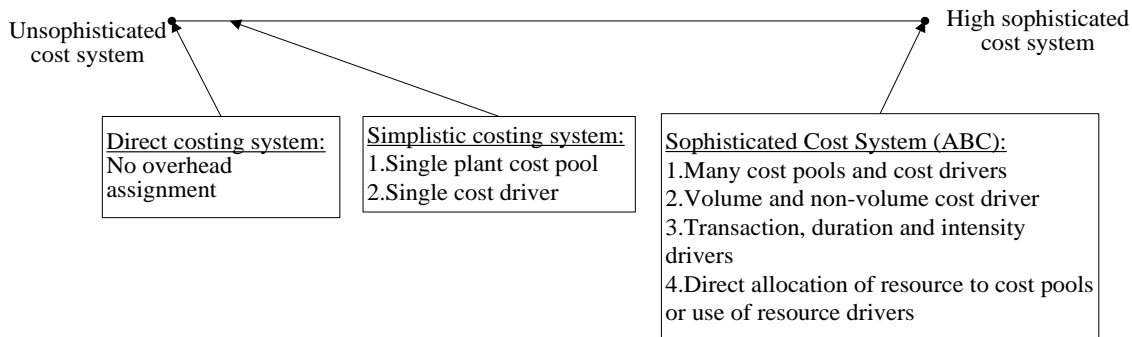 Unsophisticated
cost system
High sophisticated
cost system
Direct costing system:
No overhead
assignment
Simplistic costing system:
1.Single plant cost pool
2.Single cost driver
Sophisticated Cost System (ABC):
1.Many cost pools and cost drivers
2.Volume and non-volume cost driver
3.Transaction, duration and intensity
drivers
4.Direct allocation of resource to cost pools
or use of resource drivers